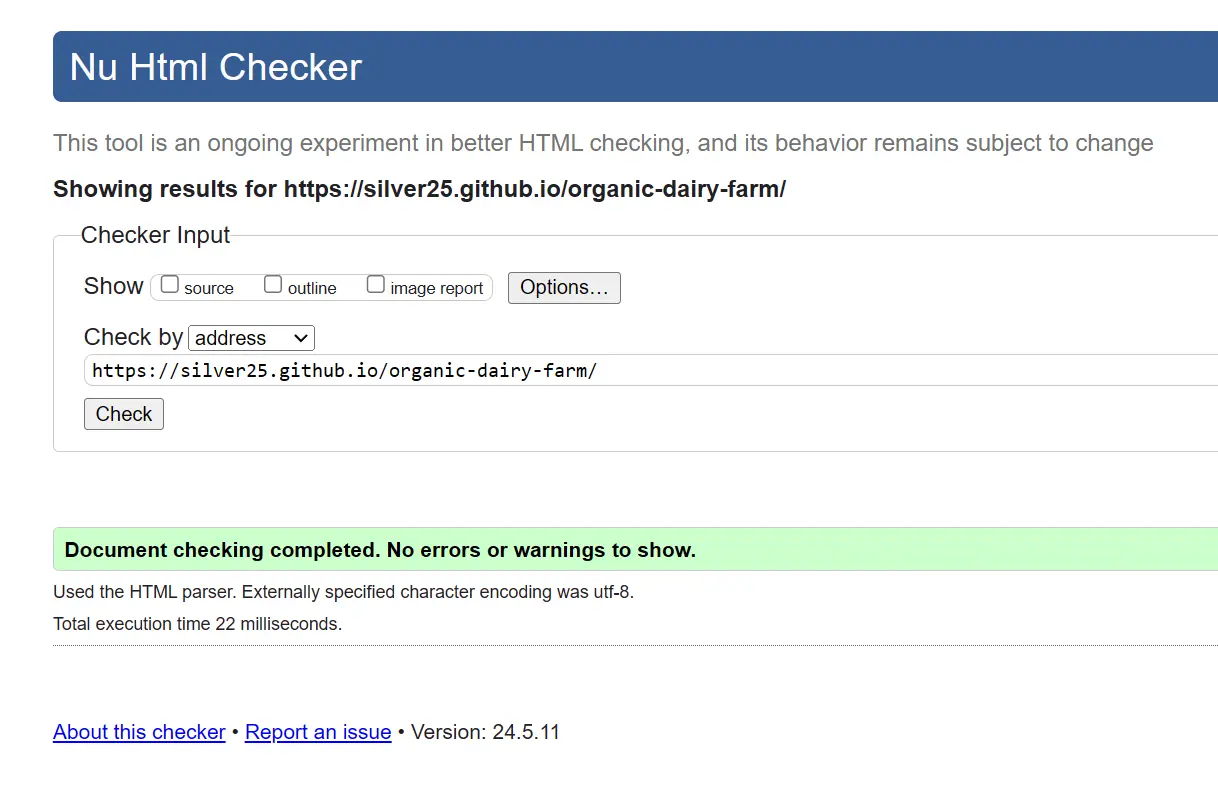 Nu Html Checker
This tool is an ongoing experiment in better HTML checking, and its behavior remains subject to change
Showing results for https://silver25.github.io/organic-dairy-farm/
Checker Input
Show source outline image report Options…
Check by address
https://silver25.github.io/organic-dairy-farm/
Check
Document checking completed. No errors or warnings to show.
Used the HTML parser. Externally specified character encoding was utf-8.
Total execution time 22 milliseconds.
About this checker • Report an issue • Version: 24.5.11